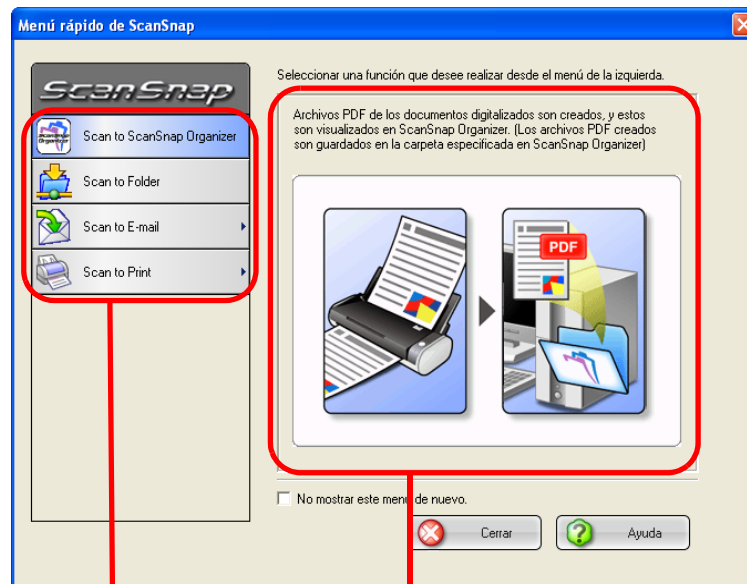 Menú rápido de ScanSnap
ScanSnap
Seleccionar una función que desee realizar desde el menú de la izquierda.
Scan to ScanSnap Organizer
Scan to Folder
Scan to E-mail
Scan to Print
Archivos PDF de los documentos digitalizados son creados, y estos
son visualizados en ScanSnap Organizer. (Los archivos PDF creados
son guardados en la carpeta especificada en ScanSnap Organizer)
PDF
No mostrar este menú de nuevo.
Cerrar
Ayuda